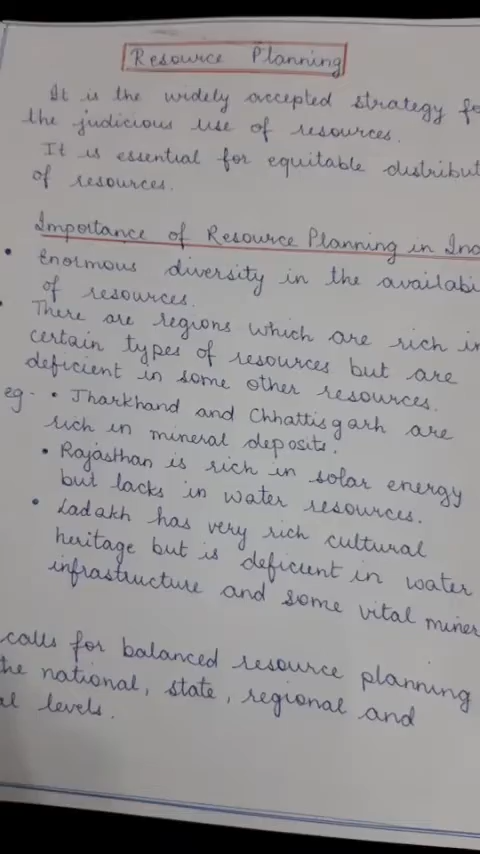 Resource Planning
It is the widely accepted strategy fo
the judicious use of resources.
It is essential for equitable distribut
of resources.
Importance of Resource Planning in Ind
• Enormous diversity in the availabi
of resources.
• There are regions which are rich in
certain types of resources but are
deficient in some other resources.
eg- • Jharkhand and Chhattisgarh are
rich in mineral deposits.
• Rajasthan is rich in solar energy
but lacks in water resources.
• Ladakh has very rich cultural
heritage but is deficient in water
infrastructure and some vital miner
calls for balanced resource planning
the national, state, regional and
al levels.